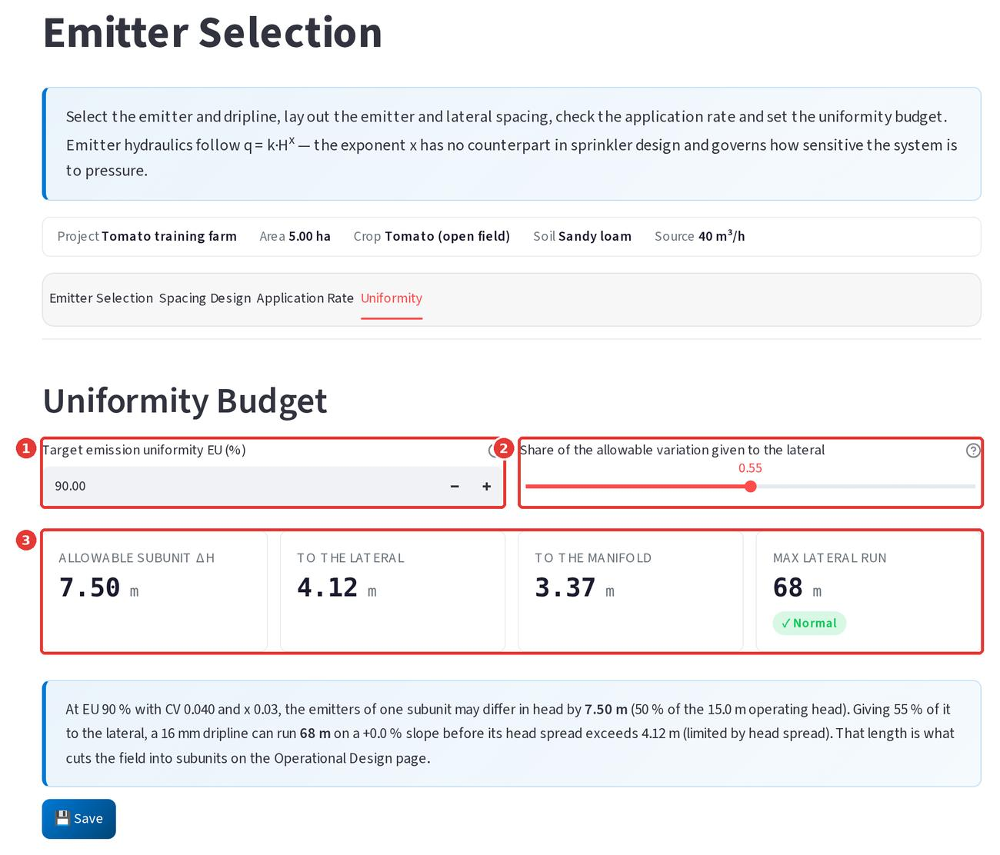 Emitter Selection
Select the emitter and dripline, lay out the emitter and lateral spacing, check the application rate and set the uniformity budget.
Emitter hydraulics follow q = k·Hˣ — the exponent x has no counterpart in sprinkler design and governs how sensitive the system is
to pressure.
Project Tomato training farm Area 5.00 ha Crop Tomato (open field) Soil Sandy loam Source 40 m³/h
Emitter Selection Spacing Design Application Rate Uniformity
Uniformity Budget
1 Target emission uniformity EU (%) 2 Share of the allowable variation given to the lateral ?
0.55
90.00 − +
3
ALLOWABLE SUBUNIT ΔH TO THE LATERAL TO THE MANIFOLD MAX LATERAL RUN
7.50 m 4.12 m 3.37 m 68 m
✓ Normal
At EU 90 % with CV 0.040 and x 0.03, the emitters of one subunit may differ in head by 7.50 m (50 % of the 15.0 m operating head). Giving 55 % of it
to the lateral, a 16 mm dripline can run 68 m on a +0.0 % slope before its head spread exceeds 4.12 m (limited by head spread). That length is what
cuts the field into subunits on the Operational Design page.
💾 Save